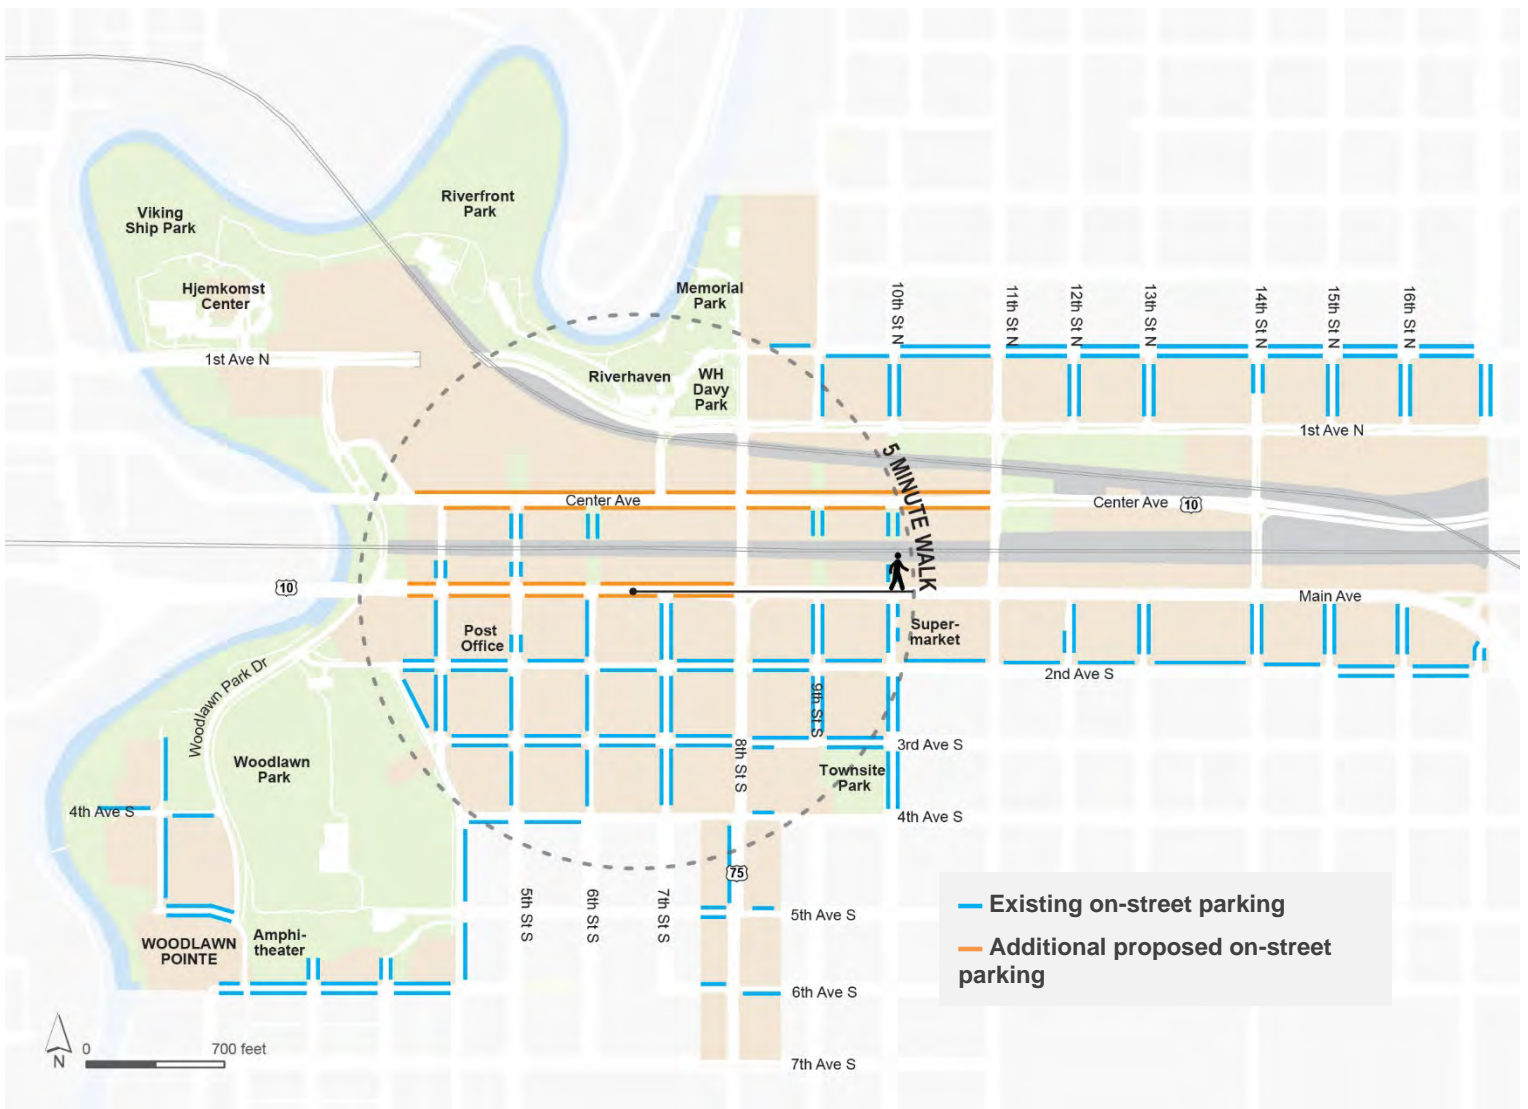 Riverfront
Park
Viking
Ship Park
Hjemkomst
Center
Memorial
Park
10th St N
11th St N
12th St N
13th St N
14th St N
15th St N
16th St N
1st Ave N
Riverhaven
WH
Davy
Park
1st Ave N
5 MINUTE WALK
Center Ave
Center Ave
10
10
Main Ave
Post
Office
Super-
market
Woodlawn Park Dr
2nd Ave S
9th St S
8th St S
3rd Ave S
Woodlawn
Park
Townsite
Park
4th Ave S
4th Ave S
75
5th St S
6th St S
7th St S
5th Ave S
WOODLAWN
POINTE
Amphi-
theater
6th Ave S
7th Ave S
Existing on-street parking
Additional proposed on-street
parking
N
0
700 feet